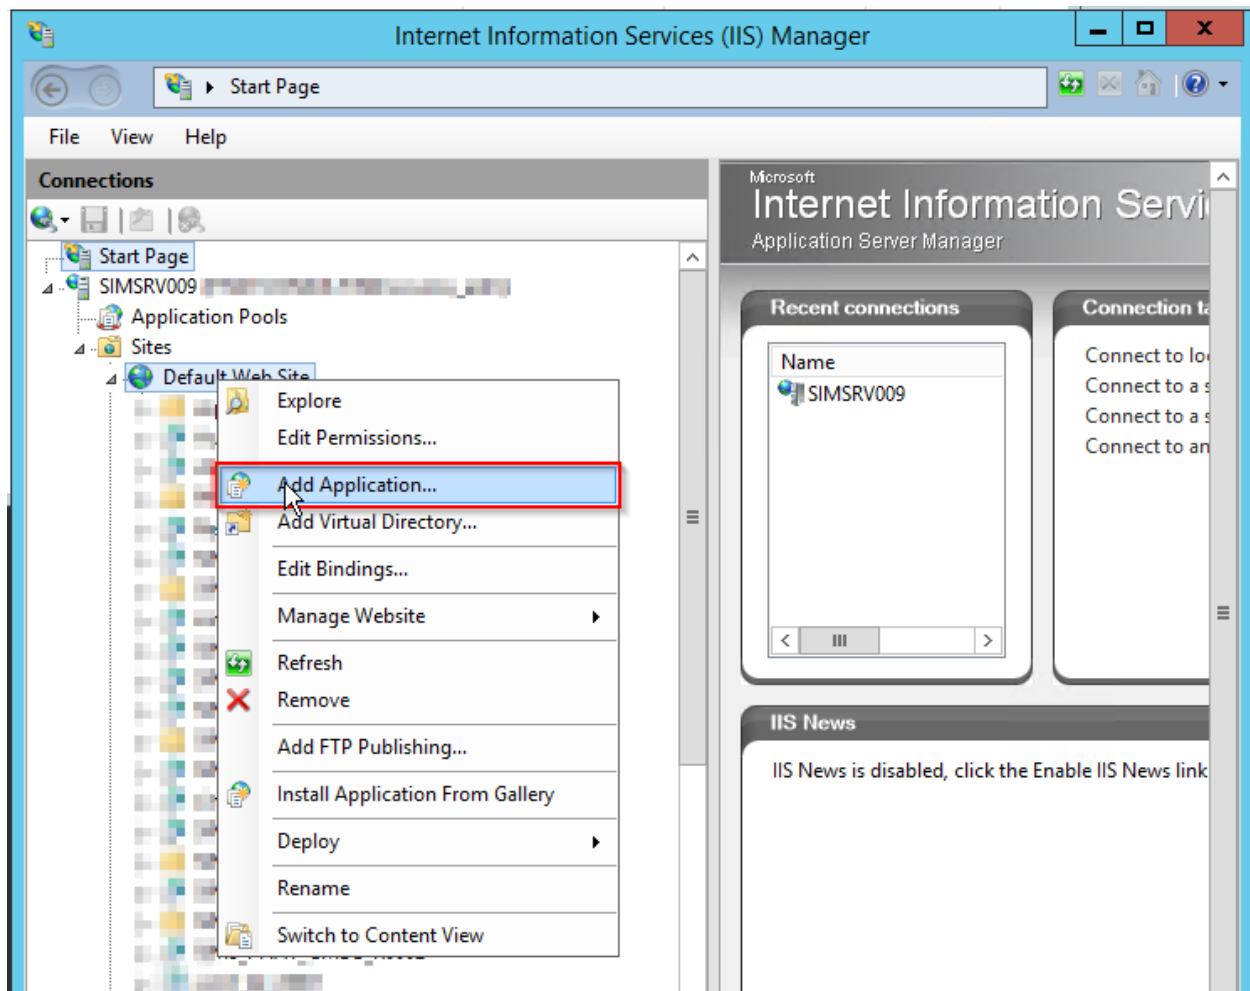 Internet Information Services (IIS) Manager
Start Page
File View Help
Connections
Start Page
SIMSRV009
Application Pools
Sites
Default Web Site
Explore
Edit Permissions...
Add Application...
Add Virtual Directory...
Edit Bindings...
Manage Website
Refresh
Remove
Add FTP Publishing...
Install Application From Gallery
Deploy
Rename
Switch to Content View
Microsoft
Internet Information Servi
Application Server Manager
Recent connections
Name
SIMSRV009
Connection ta
Connect to lo
Connect to a s
Connect to a s
Connect to an
IIS News
IIS News is disabled, click the Enable IIS News link